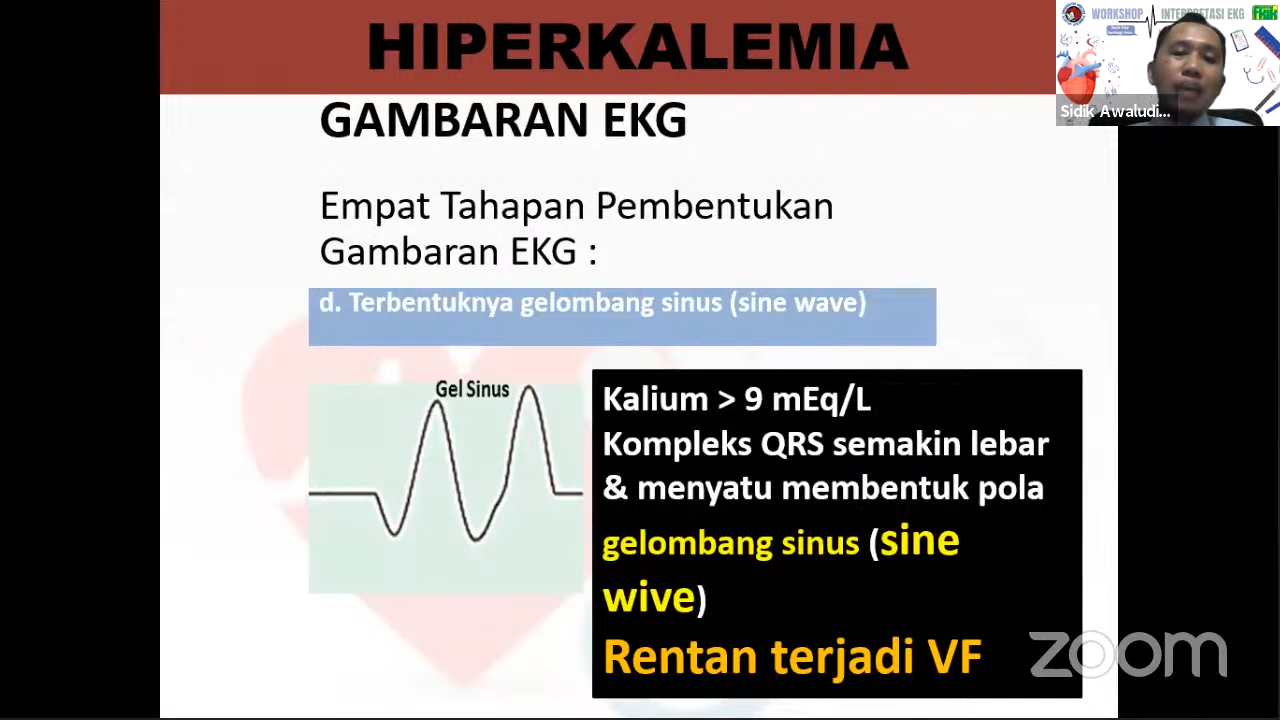 HIPERKALEMIA
WORKSHOP INTERPRETASI EKG
Sidik Awaludi...
GAMBARAN EKG
Empat Tahapan Pembentukan
Gambaran EKG :
d. Terbentuknya gelombang sinus (sine wave)
Gel Sinus
Kalium > 9 mEq/L
Kompleks QRS semakin lebar
& menyatu membentuk pola
gelombang sinus (sine
wive)
Rentan terjadi VF
zoom